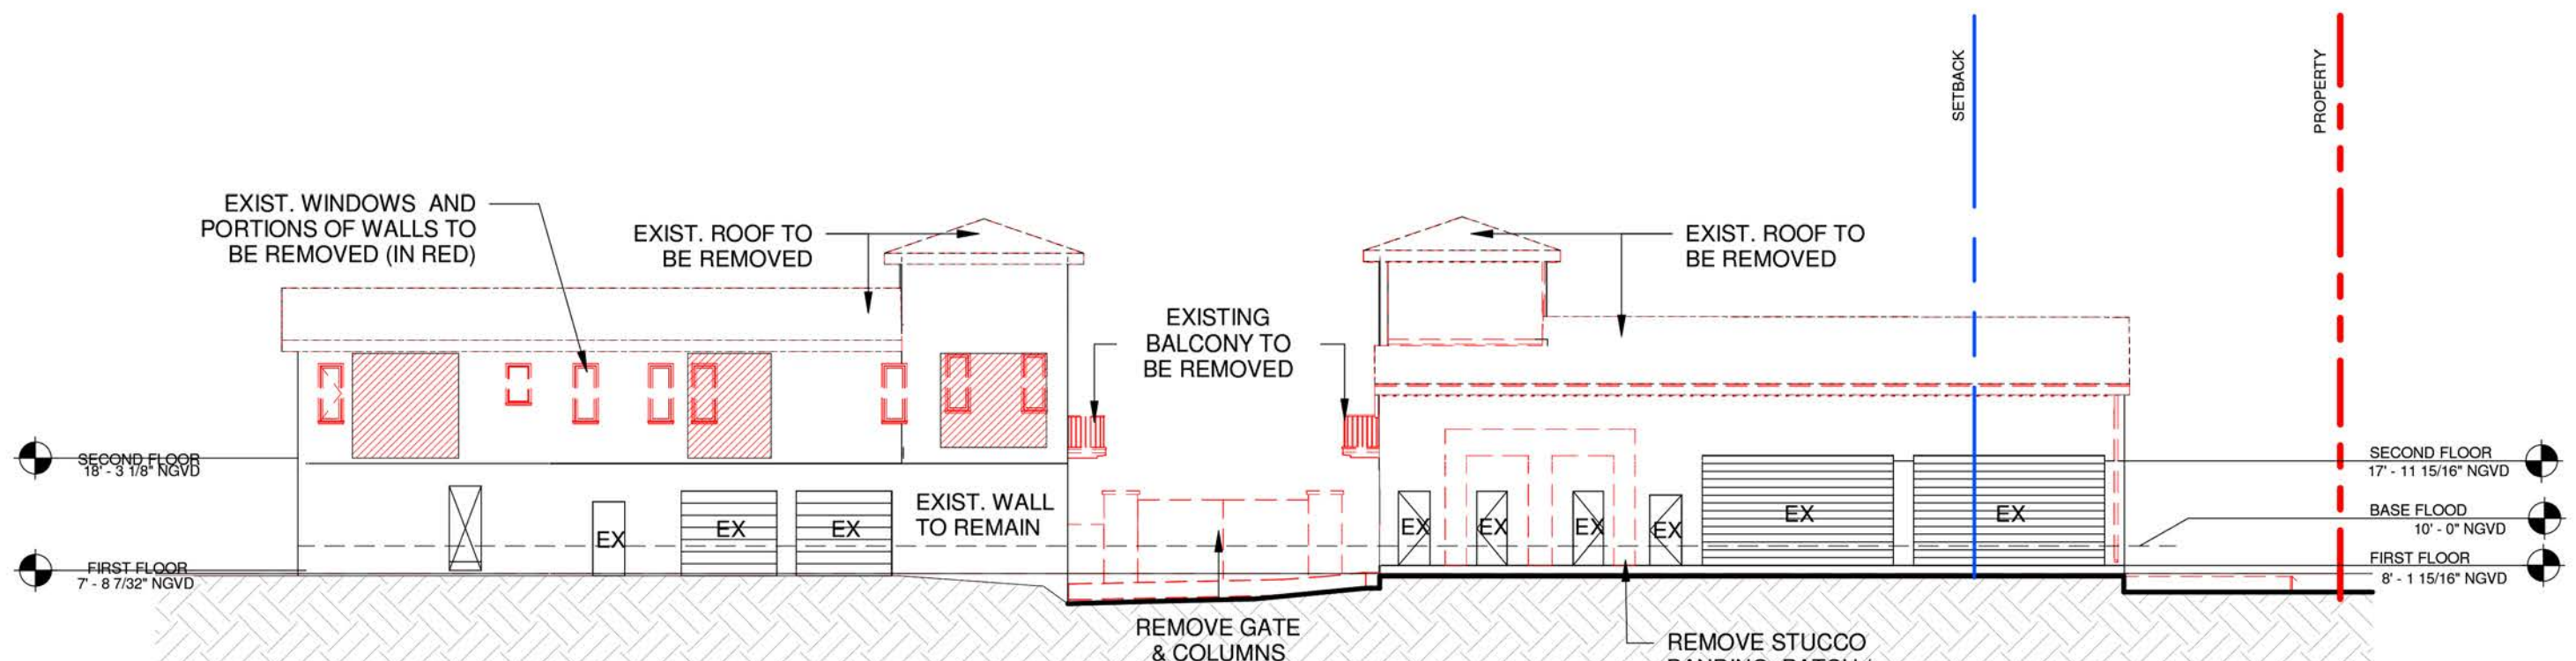 SETBACK
PROPERTY
EXIST. WINDOWS AND
PORTIONS OF WALLS TO
BE REMOVED (IN RED)
EXIST. ROOF TO
BE REMOVED
EXISTING
BALCONY TO
BE REMOVED
EXIST. ROOF TO
BE REMOVED
SECOND FLOOR
18' - 3 1/8" NGVD
FIRST FLOOR
7' - 8 7/32" NGVD
EX
EX
EX
EXIST. WALL
TO REMAIN
EX
EX
EX
EX
EX
EX
SECOND FLOOR
17' - 11 15/16" NGVD
BASE FLOOD
10' - 0" NGVD
FIRST FLOOR
8' - 1 15/16" NGVD
REMOVE GATE
& COLUMNS
REMOVE STUCCO